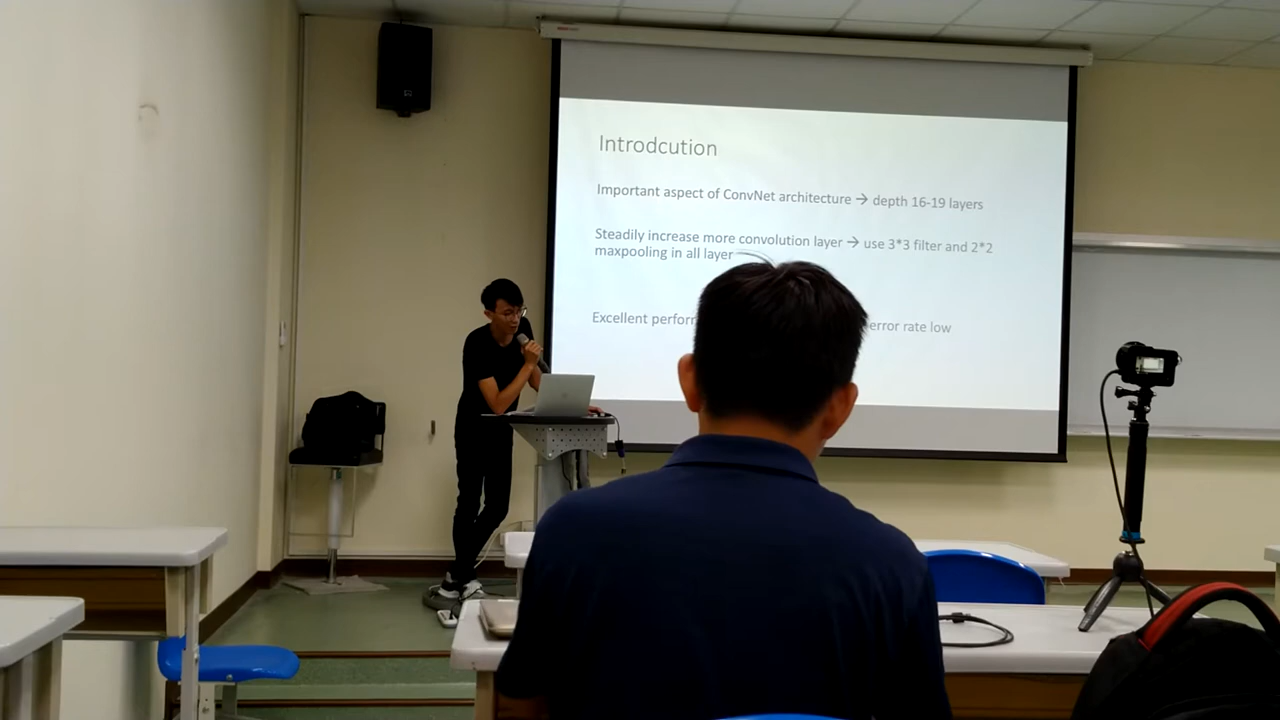 Introdcution
Important aspect of ConvNet architecture → depth 16-19 layers
Steadily increase more convolution layer → use 3*3 filter and 2*2
maxpooling in all layer
Excellent error rate low